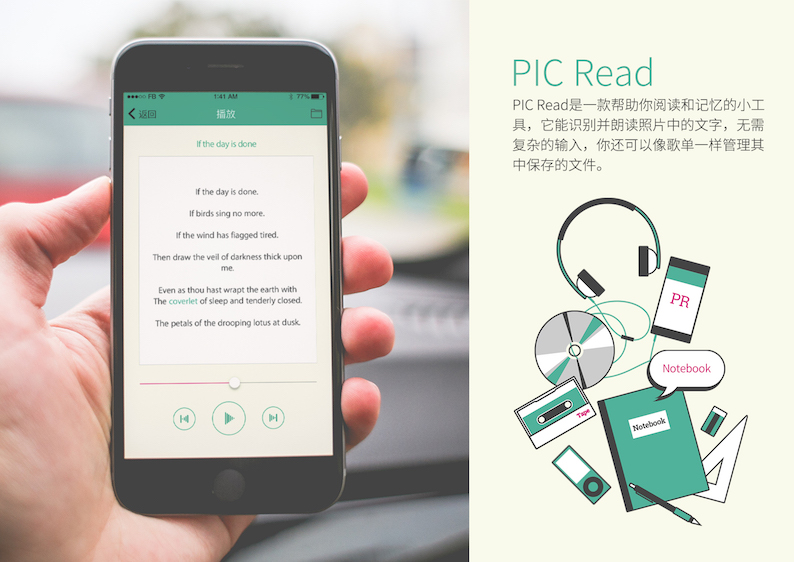 FB
1:41 AM
77%
返回
播放
If the day is done
If the day is done.
If birds sing no more.
If the wind has fiagged tired.
Then draw the veil of darkness thick upon
me.
Even as thou hast wrapt the earth with
The coverlet of sleep and tenderly closed.
The petals of the drooping lotus at dusk.
PIC Read
PIC Read是一款帮助你阅读和记忆的小工
具，它能识别并朗读照片中的文字，无需
复杂的输入，你还可以像歌单一样管理其
中保存的文件。
PR
Notebook
Tape
Notebook